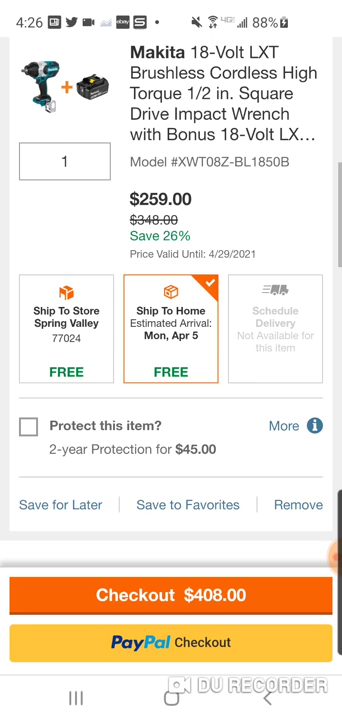 4:26 88%
Makita 18-Volt LXT
Brushless Cordless High
Torque 1/2 in. Square
Drive Impact Wrench
with Bonus 18-Volt LX...
1
Model #XWT08Z-BL1850B
$259.00
$348.00
Save 26%
Price Valid Until: 4/29/2021
Ship To Store
Spring Valley
77024
FREE
Ship To Home
Estimated Arrival:
Mon, Apr 5
FREE
Schedule
Delivery
Not Available for
this item
Protect this item?
More
2-year Protection for $45.00
Save for Later
Save to Favorites
Remove
Checkout $408.00
PayPal Checkout
DU RECORDER